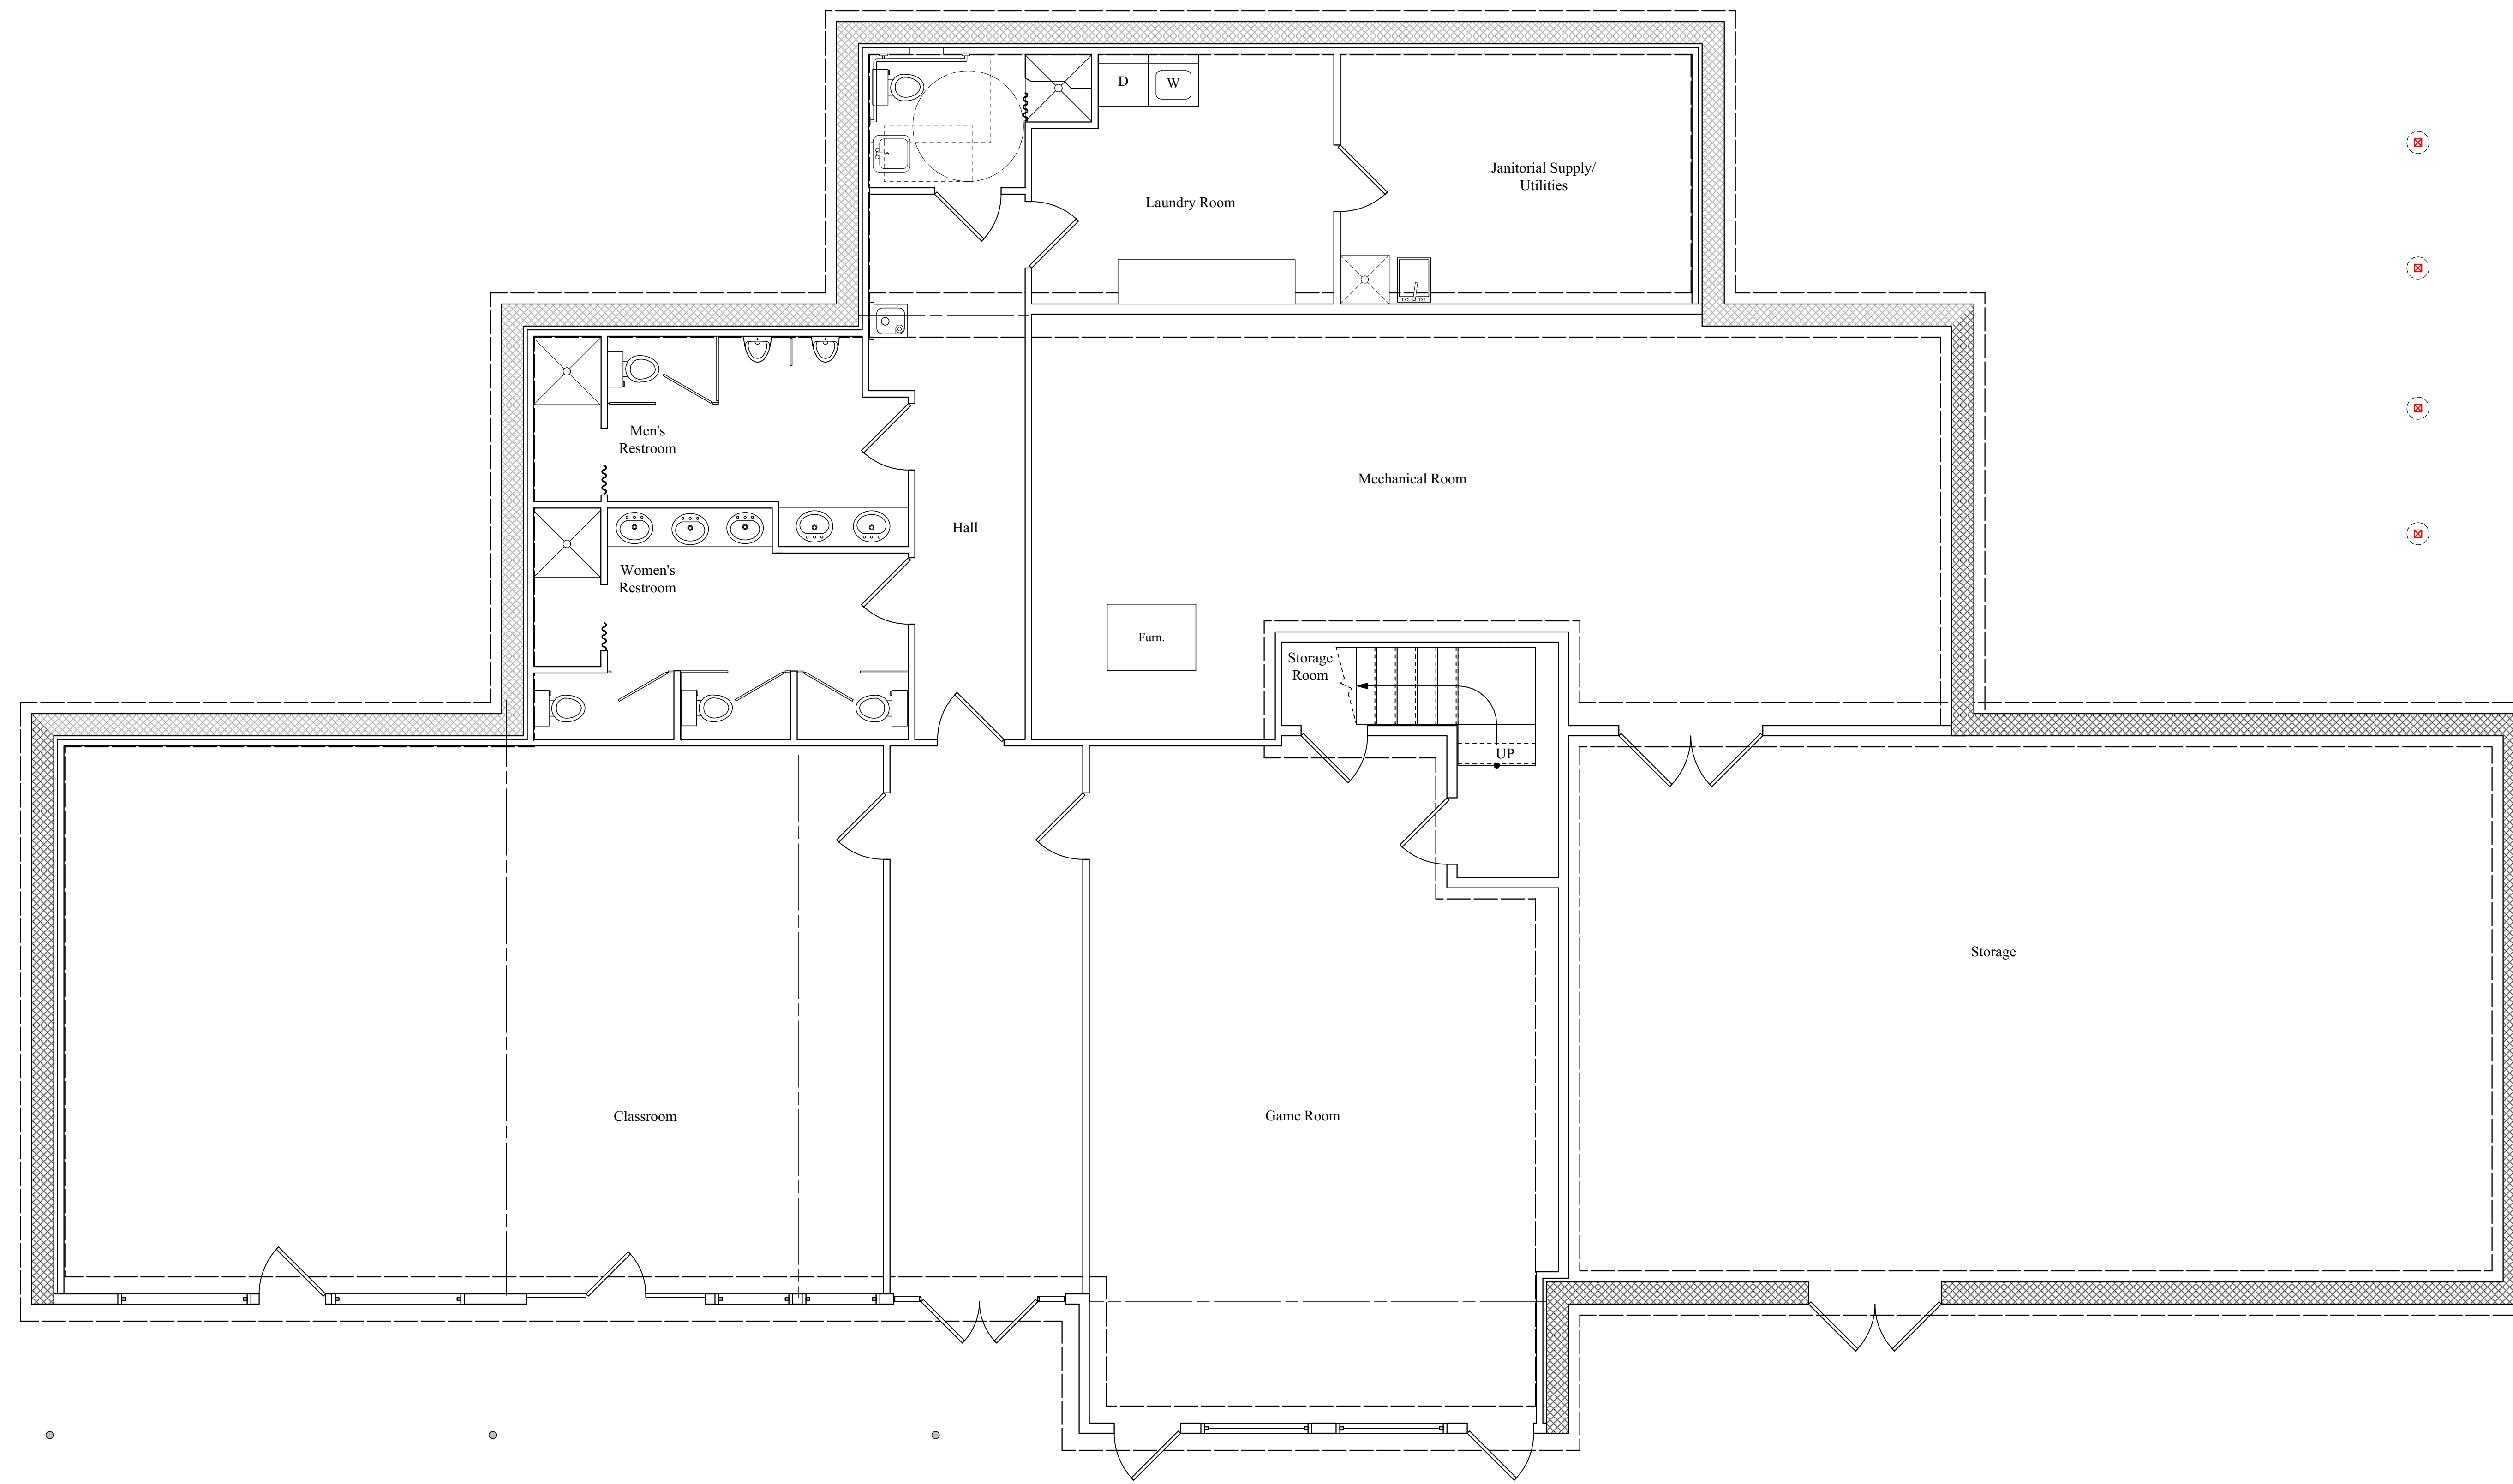 D
W
Janitorial Supply/
Utilities
Laundry Room
Men's
Restroom
Mechanical Room
Hall
Women's
Restroom
Furn.
Storage
Room
UP
Storage
Classroom
Game Room